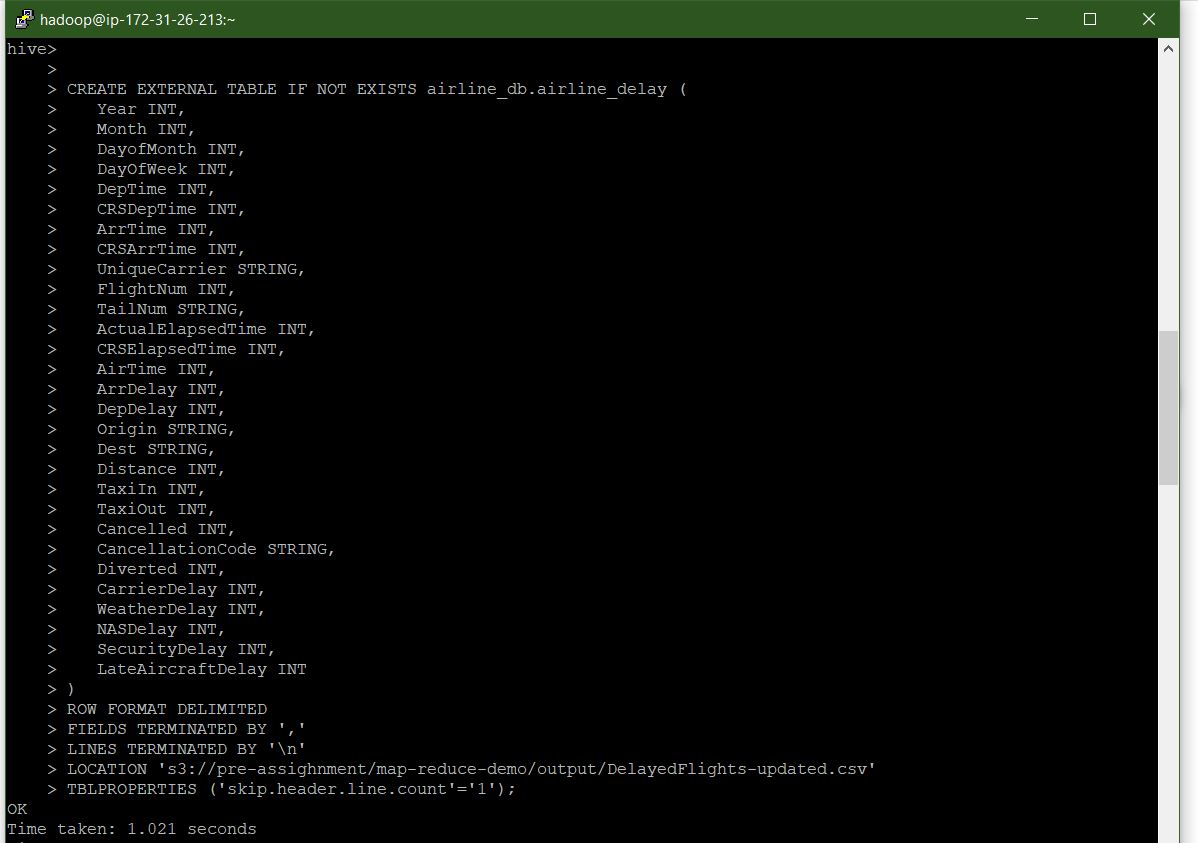 hadoop@ip-172-31-26-213:~
hive>
    >
    > CREATE EXTERNAL TABLE IF NOT EXISTS airline_db.airline_delay (
    >    Year INT,
    >    Month INT,
    >    DayofMonth INT,
    >    DayOfWeek INT,
    >    DepTime INT,
    >    CRSDepTime INT,
    >    ArrTime INT,
    >    CRSArrTime INT,
    >    UniqueCarrier STRING,
    >    FlightNum INT,
    >    TailNum STRING,
    >    ActualElapsedTime INT,
    >    CRSElapsedTime INT,
    >    AirTime INT,
    >    ArrDelay INT,
    >    DepDelay INT,
    >    Origin STRING,
    >    Dest STRING,
    >    Distance INT,
    >    TaxiIn INT,
    >    TaxiOut INT,
    >    Cancelled INT,
    >    CancellationCode STRING,
    >    Diverted INT,
    >    CarrierDelay INT,
    >    WeatherDelay INT,
    >    NASDelay INT,
    >    SecurityDelay INT,
    >    LateAircraftDelay INT
    > )
    > ROW FORMAT DELIMITED
    > FIELDS TERMINATED BY ','
    > LINES TERMINATED BY '\n'
    > LOCATION 's3://pre-assighnment/map-reduce-demo/output/DelayedFlights-updated.csv'
    > TBLPROPERTIES ('skip.header.line.count'='1');
OK
Time taken: 1.021 seconds